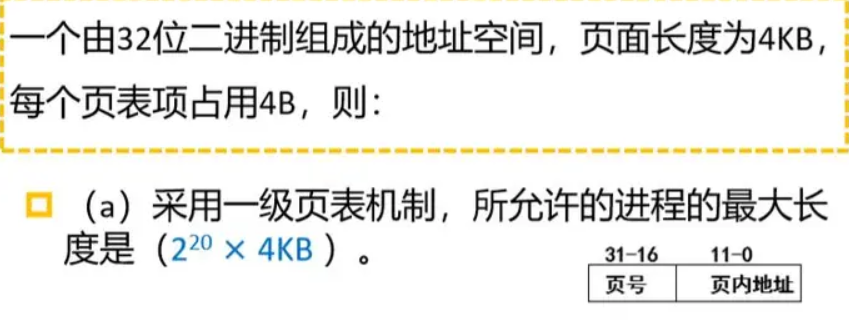 一个由32位二进制组成的地址空间，页面长度为4KB，
每个页表项占用4B，则：
（a）采用一级页表机制，所允许的进程的最大长
度是（2²⁰ × 4KB ）。
31-16 11-0
页号 页内地址